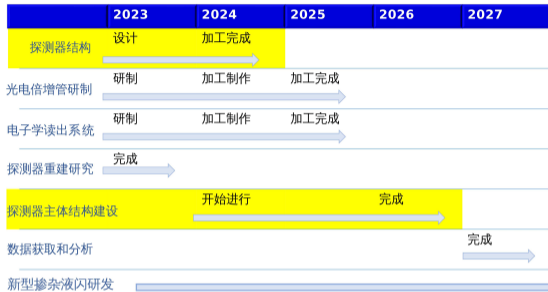 2023 2024 2025 2026 2027
探测器结构 设计 加工完成
光电倍增管研制 研制 加工制作 加工完成
电子学读出系统 研制 加工制作 加工完成
探测器重建研究 完成
探测器主体结构建设 开始进行 完成
数据获取和分析 完成
新型掺杂液闪研发